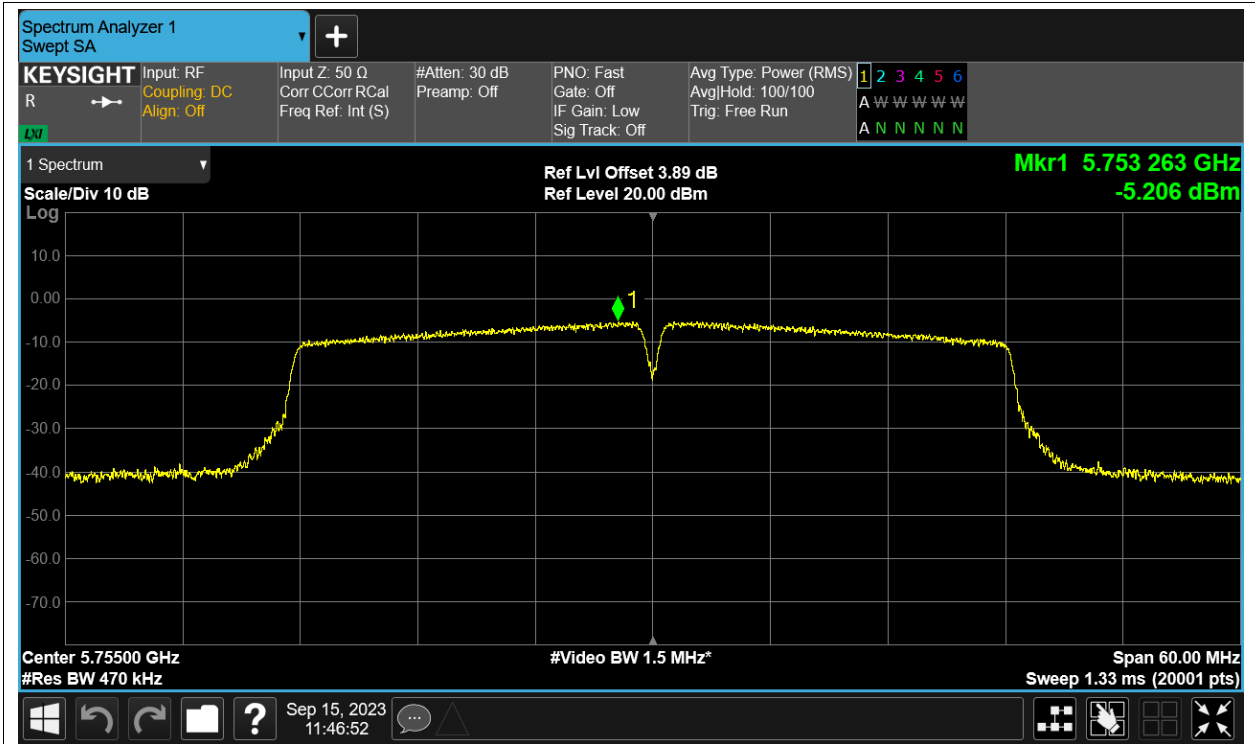 Spectrum Analyzer 1
Swept SA
KEYSIGHT
R
LXI
Input: RF
Coupling: DC
Align: Off
Input Z: 50 Ω
Corr CCorr RCal
Freq Ref: Int (S)
#Atten: 30 dB
Preamp: Off
PNO: Fast
Gate: Off
IF Gain: Low
Sig Track: Off
Avg Type: Power (RMS)
Avg|Hold: 100/100
Trig: Free Run
1 2 3 4 5 6
A W W W W W
A N N N N N
1 Spectrum
Scale/Div 10 dB
Log
Ref Lvl Offset 3.89 dB
Ref Level 20.00 dBm
Mkr1 5.753 263 GHz
-5.206 dBm
10.0
0.00
1
-10.0
-20.0
-30.0
-40.0
-50.0
-60.0
-70.0
Center 5.75500 GHz
#Res BW 470 kHz
#Video BW 1.5 MHz*
Span 60.00 MHz
Sweep 1.33 ms (20001 pts)
?
Sep 15, 2023
11:46:52